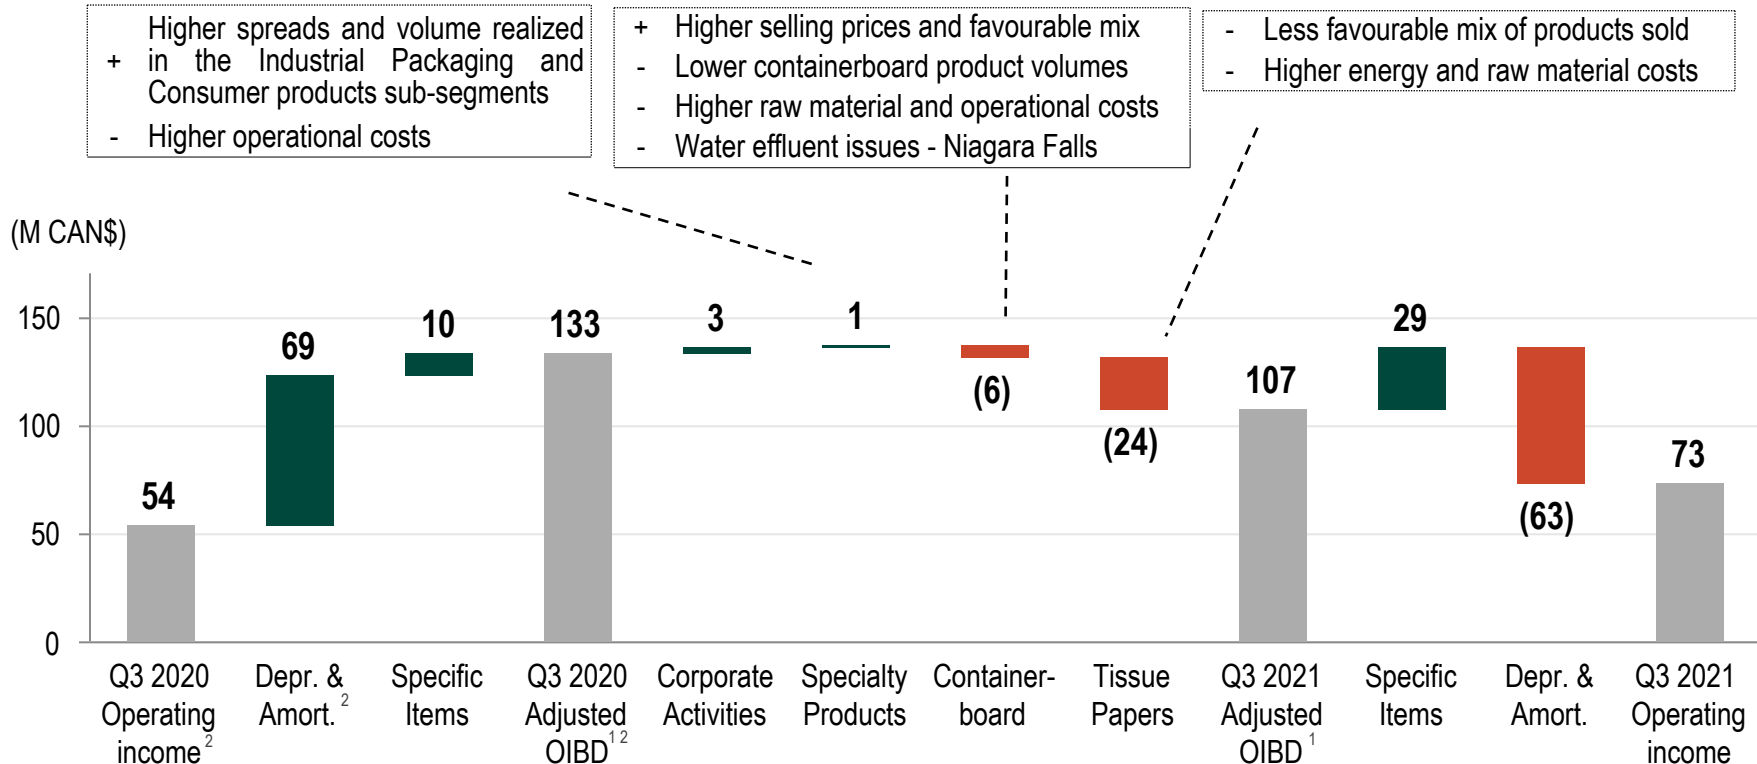 Higher spreads and volume realized
+ in the Industrial Packaging and
Consumer products sub-segments
- Higher operational costs
+ Higher selling prices and favourable mix
- Lower containerboard product volumes
- Higher raw material and operational costs
- Water effluent issues - Niagara Falls
- Less favourable mix of products sold
- Higher energy and raw material costs
(M CAN$)
150
100
50
0
54
69
10
133
3
1
(6)
(24)
107
29
(63)
73
Q3 2020
Operating
income 2
Depr. &
Amort. 2
Specific
Items
Q3 2020
Adjusted
OIBD 1 2
Corporate
Activities
Specialty
Products
Container-
board
Tissue
Papers
Q3 2021
Adjusted
OIBD 1
Specific
Items
Depr. &
Amort.
Q3 2021
Operating
income